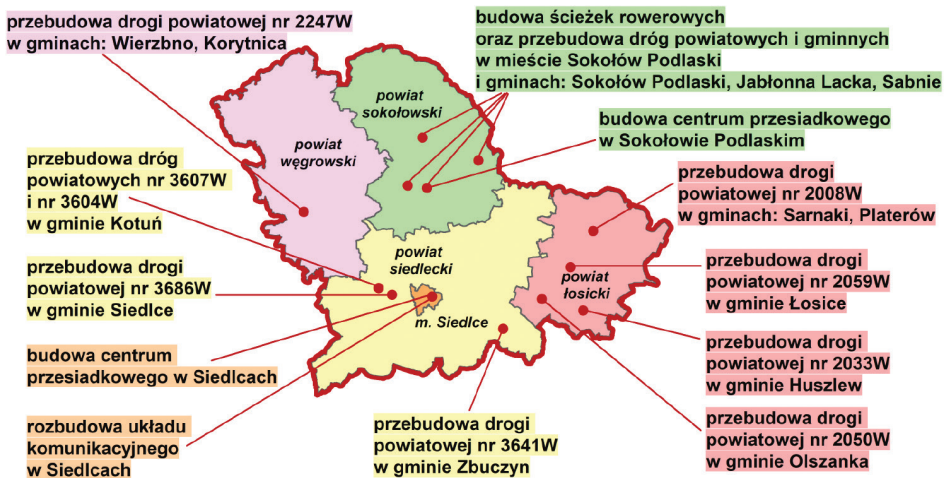 przebudowa drogi powiatowej nr 2247W
w gminach: Wierzbno, Korytnica
budowa ścieżek rowerowych
oraz przebudowa dróg powiatowych i gminnych
w mieście Sokołów Podlaski
i gminach: Sokołów Podlaski, Jabłonna Lacka, Sabnie
budowa centrum przesiadkowego
w Sokołowie Podlaskim
przebudowa dróg
powiatowych nr 3607W
i nr 3604W
w gminie Kotuń
przebudowa drogi
powiatowej nr 3686W
w gminie Siedlce
budowa centrum
przesiadkowego w Siedlcach
rozbudowa układu
komunikacyjnego
w Siedlcach
powiat
węgrowski
powiat
sokołowski
powiat
siedlecki
m. Siedlce
powiat
łosicki
przebudowa drogi
powiatowej nr 3641W
w gminie Zbuczyn
przebudowa drogi
powiatowej nr 2008W
w gminach: Sarnaki, Platerów
przebudowa drogi
powiatowej nr 2059W
w gminie Łosice
przebudowa drogi
powiatowej nr 2033W
w gminie Huszlew
przebudowa drogi
powiatowej nr 2050W
w gminie Olszanka